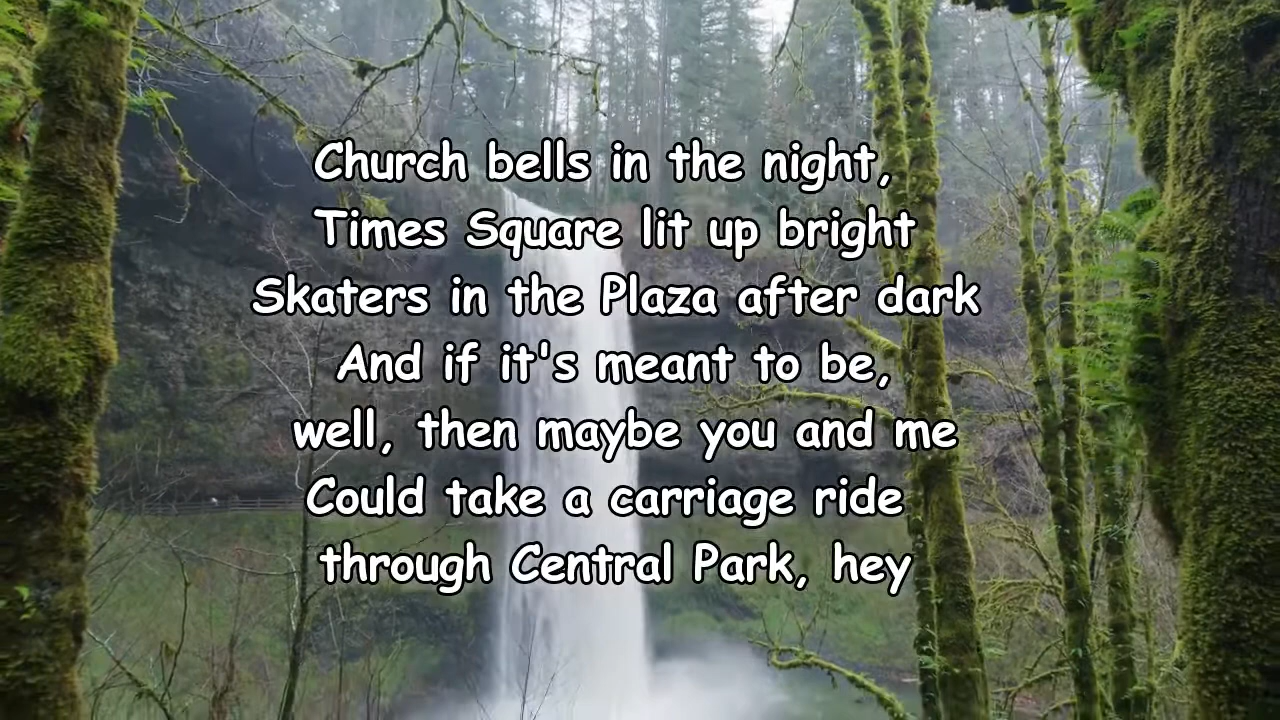 Church bells in the night,
Times Square lit up bright
Skaters in the Plaza after dark
And if it's meant to be,
well, then maybe you and me
Could take a carriage ride
through Central Park, hey